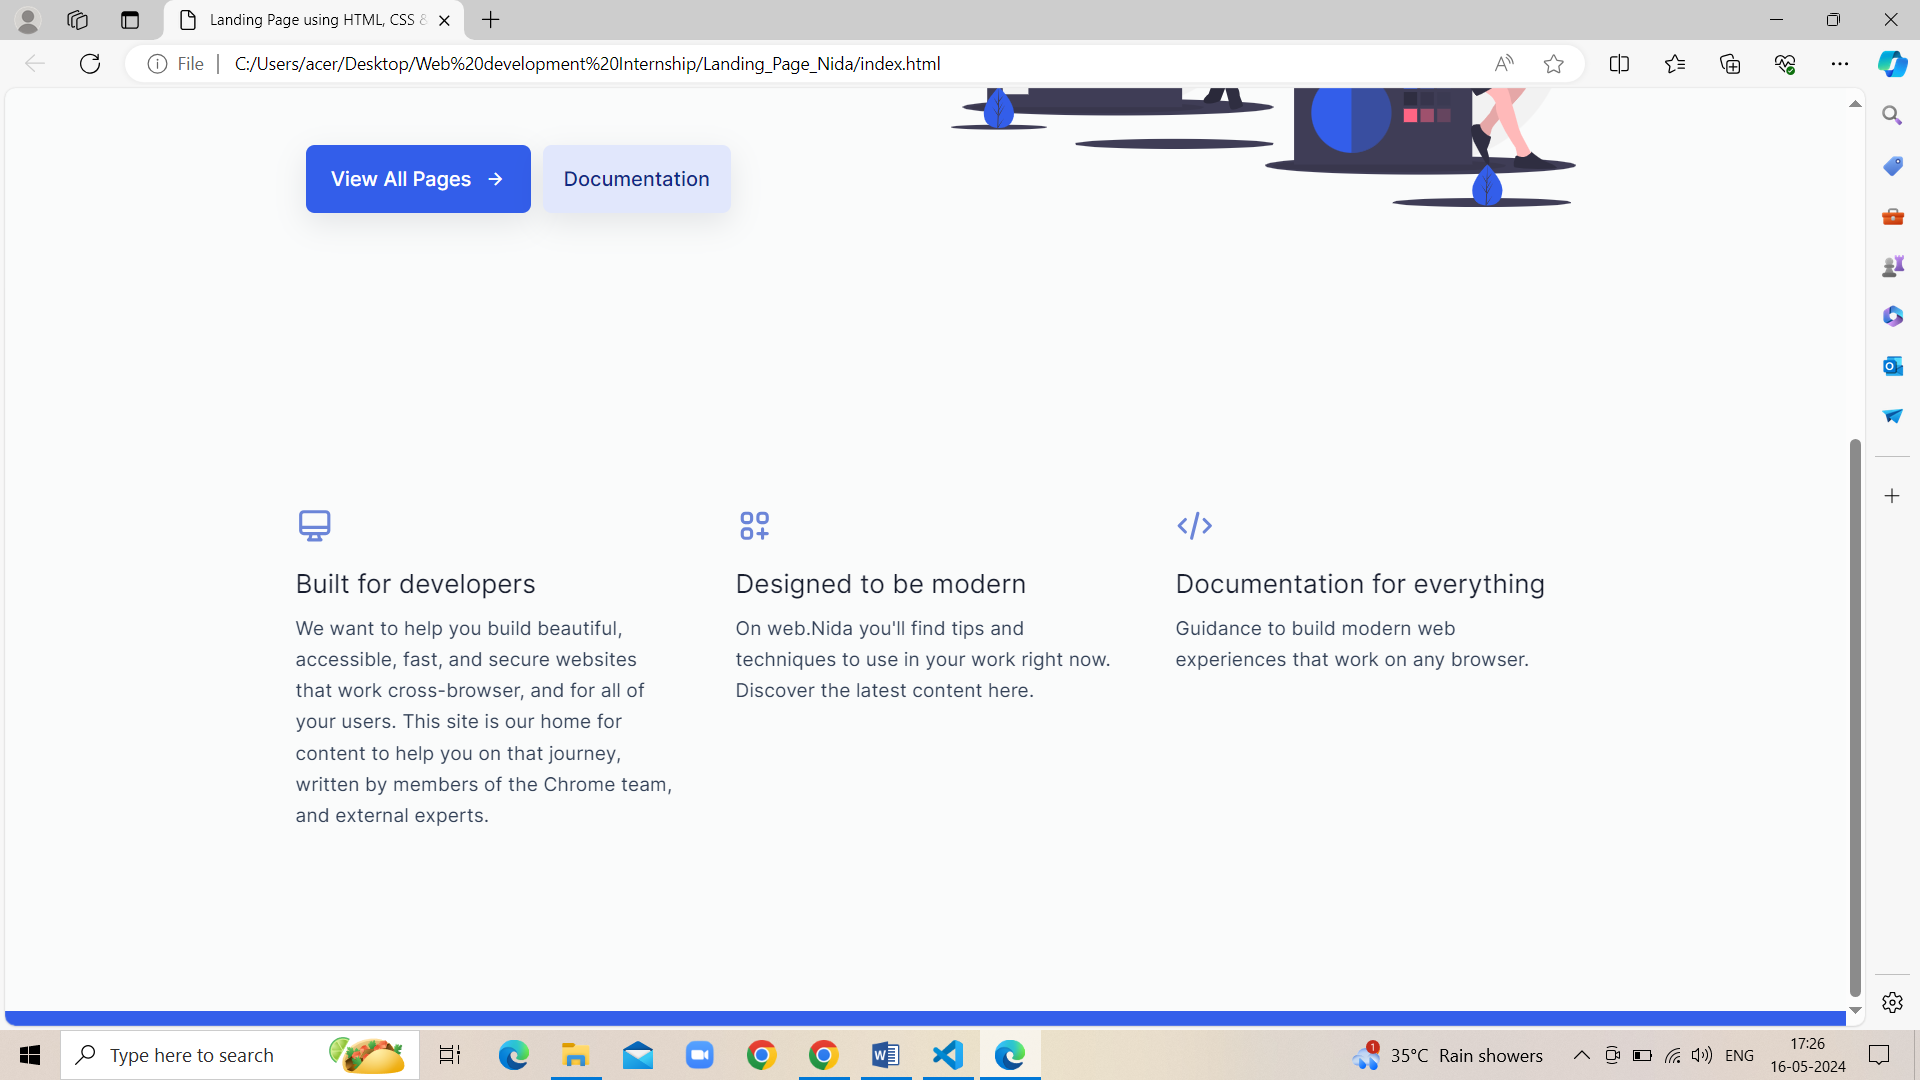 Landing Page using HTML, CSS &
File
C:/Users/acer/Desktop/Web%20development%20Internship/Landing_Page_Nida/index.html
View All Pages →
Documentation
Built for developers
We want to help you build beautiful,
accessible, fast, and secure websites
that work cross-browser, and for all of
your users. This site is our home for
content to help you on that journey,
written by members of the Chrome team,
and external experts.
Designed to be modern
On web.Nida you'll find tips and
techniques to use in your work right now.
Discover the latest content here.
Documentation for everything
Guidance to build modern web
experiences that work on any browser.
Type here to search
1
35°C Rain showers
ENG
17:26
16-05-2024